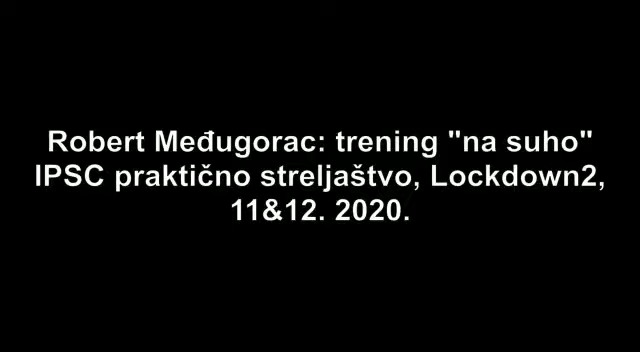 Robert Međugorac: trening "na suho"
IPSC praktično streljaštvo, Lockdown2,
11&12. 2020.